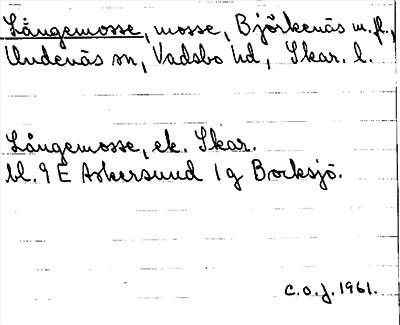 Långemosse, mosse, Björkenäs m.fl.,
Undenäs sn, Vadsbo hd, Skar. l.
Långemosse, ek. Skar.
bl. 9 E Askersund 1 g Bocksjö.
C.O.J. 1961.